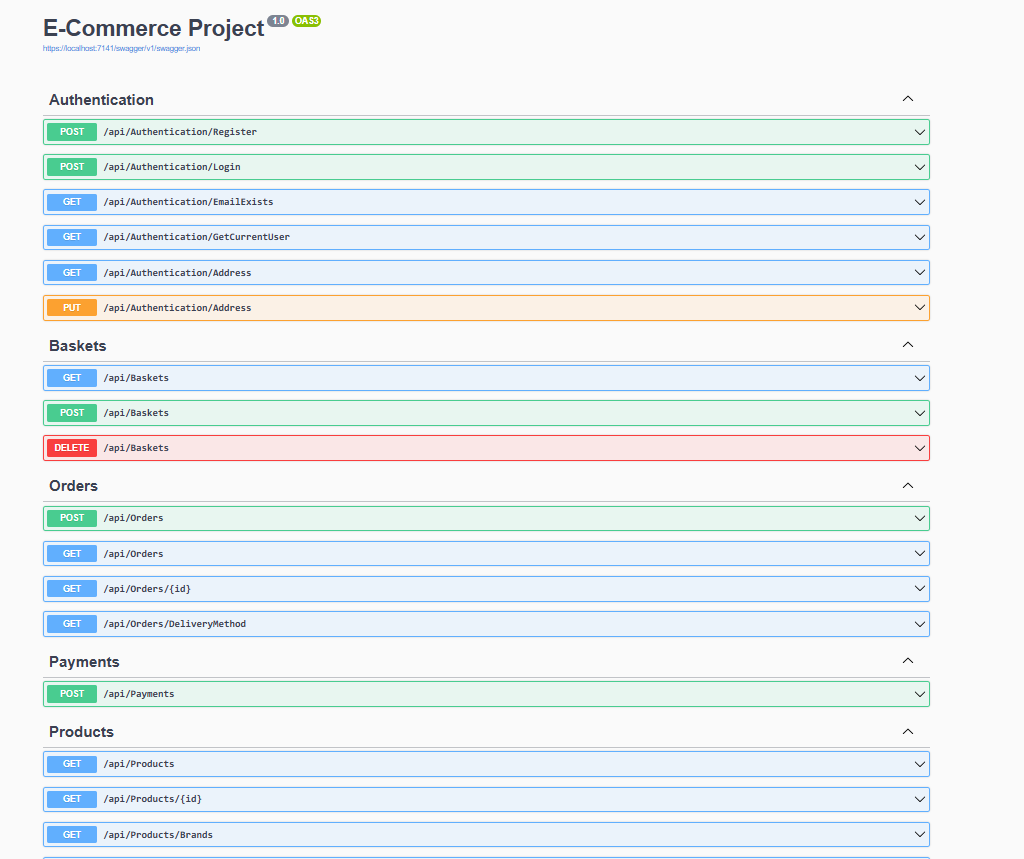 E-Commerce Project 1.0 OAS3
https://localhost:7141/swagger/v1/swagger.json
Authentication
POST /api/Authentication/Register
POST /api/Authentication/Login
GET /api/Authentication/EmailExists
GET /api/Authentication/GetCurrentUser
GET /api/Authentication/Address
PUT /api/Authentication/Address
Baskets
GET /api/Baskets
POST /api/Baskets
DELETE /api/Baskets
Orders
POST /api/Orders
GET /api/Orders
GET /api/Orders/{id}
GET /api/Orders/DeliveryMethod
Payments
POST /api/Payments
Products
GET /api/Products
GET /api/Products/{id}
GET /api/Products/Brands